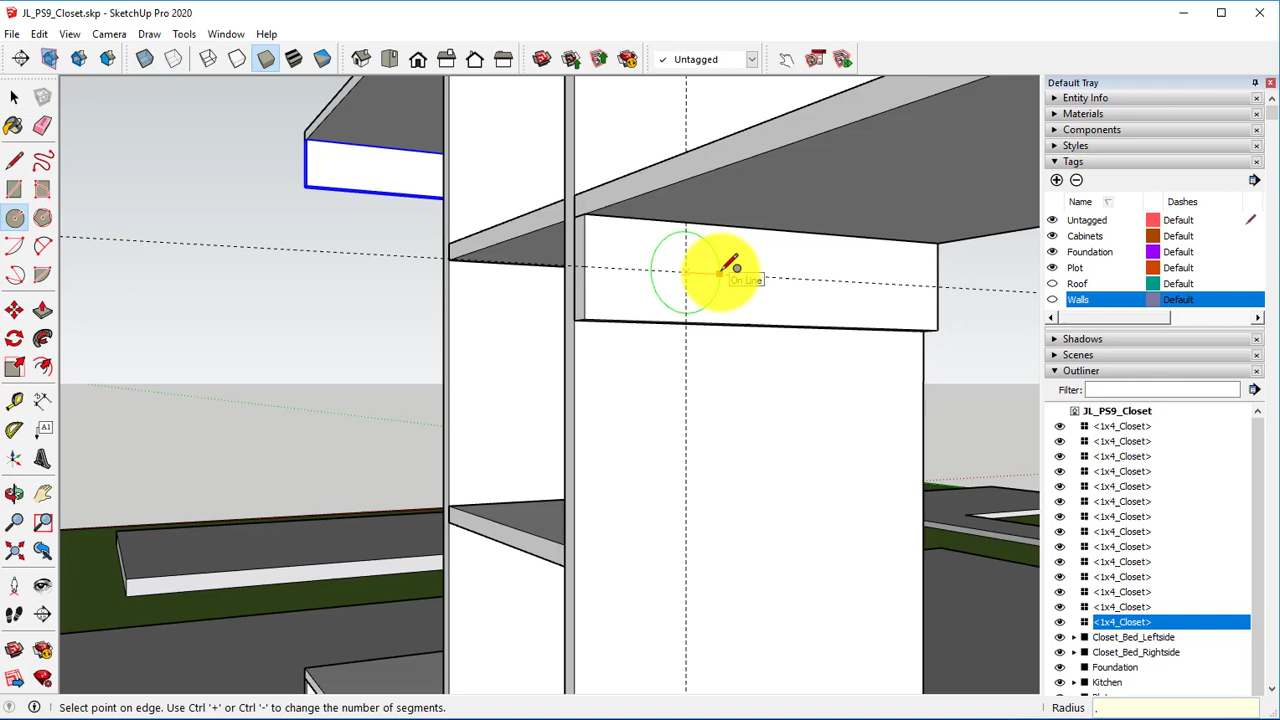 JL_PS9_Closet.skp - SketchUp Pro 2020
File Edit View Camera Draw Tools Window Help
Untagged
Default Tray
Entity Info
Materials
Components
Styles
Tags
Name Dashes
Untagged Default
Cabinets Default
Foundation Default
Plot Default
Roof Default
Walls Default
Shadows
Scenes
Outliner
Filter:
JL_PS9_Closet
<1x4_Closet>
<1x4_Closet>
<1x4_Closet>
<1x4_Closet>
<1x4_Closet>
<1x4_Closet>
<1x4_Closet>
<1x4_Closet>
<1x4_Closet>
<1x4_Closet>
<1x4_Closet>
<1x4_Closet>
<1x4_Closet>
<1x4_Closet>
Closet_Bed_Leftside
Closet_Bed_Rightside
Foundation
Kitchen
On Line
A1
Select point on edge. Use Ctrl '+' or Ctrl '-' to change the number of segments.
Radius .